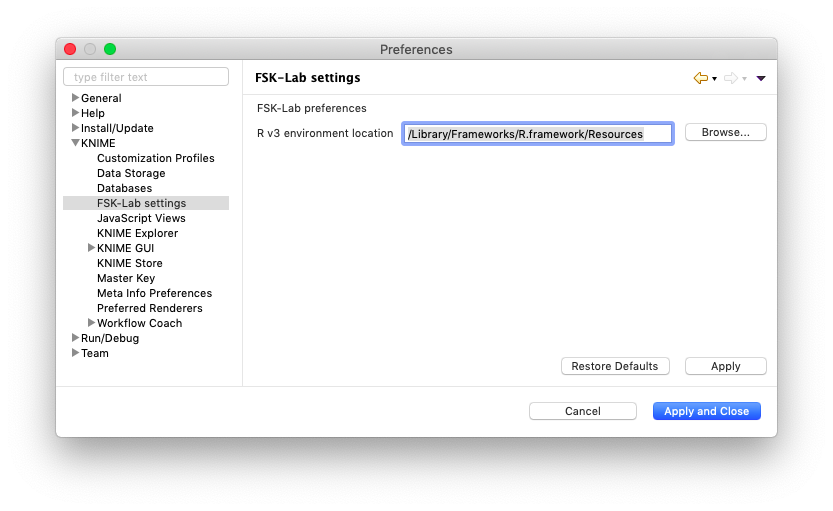 Preferences
type filter text
General
Help
Install/Update
KNIME
Customization Profiles
Data Storage
Databases
FSK-Lab settings
JavaScript Views
KNIME Explorer
KNIME GUI
KNIME Store
Master Key
Meta Info Preferences
Preferred Renderers
Workflow Coach
Run/Debug
Team
FSK-Lab settings
FSK-Lab preferences
R v3 environment location /Library/Frameworks/R.framework/Resources Browse...
Restore Defaults Apply
Cancel Apply and Close